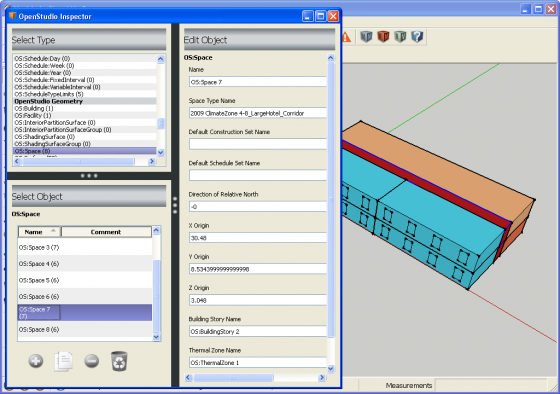 OpenStudio Inspector
Select Type
OS:Schedule:Day (0)
OS:Schedule:Week (0)
OS:Schedule:Year (0)
OS:Schedule:FixedInterval (0)
OS:Schedule:VariableInterval (0)
OS:ScheduleTypeLimits (5)
OpenStudio Geometry
OS:Building (1)
OS:Facility (1)
OS:InteriorPartitionSurface (0)
OS:InteriorPartitionSurfaceGroup (0)
OS:ShadingSurface (0)
OS:ShadingSurfaceGroup (0)
OS:Space (8)
Select Object
OS:Space
Name Comment
OS:Space 3 (7)
OS:Space 4 (6)
OS:Space 5 (6)
OS:Space 6 (6)
OS:Space 7
(7)
OS:Space 8 (6)
Edit Object
OS:Space
Name
OS:Space 7
Space Type Name
2009 ClimateZone 4-8_LargeHotel_Corridor
Default Construction Set Name
Default Schedule Set Name
Direction of Relative North
-0
X Origin
30.48
Y Origin
8.5343999999999998
Z Origin
3.048
Building Story Name
OS:BuildingStory 2
Thermal Zone Name
OS:ThermalZone 1
Measurements